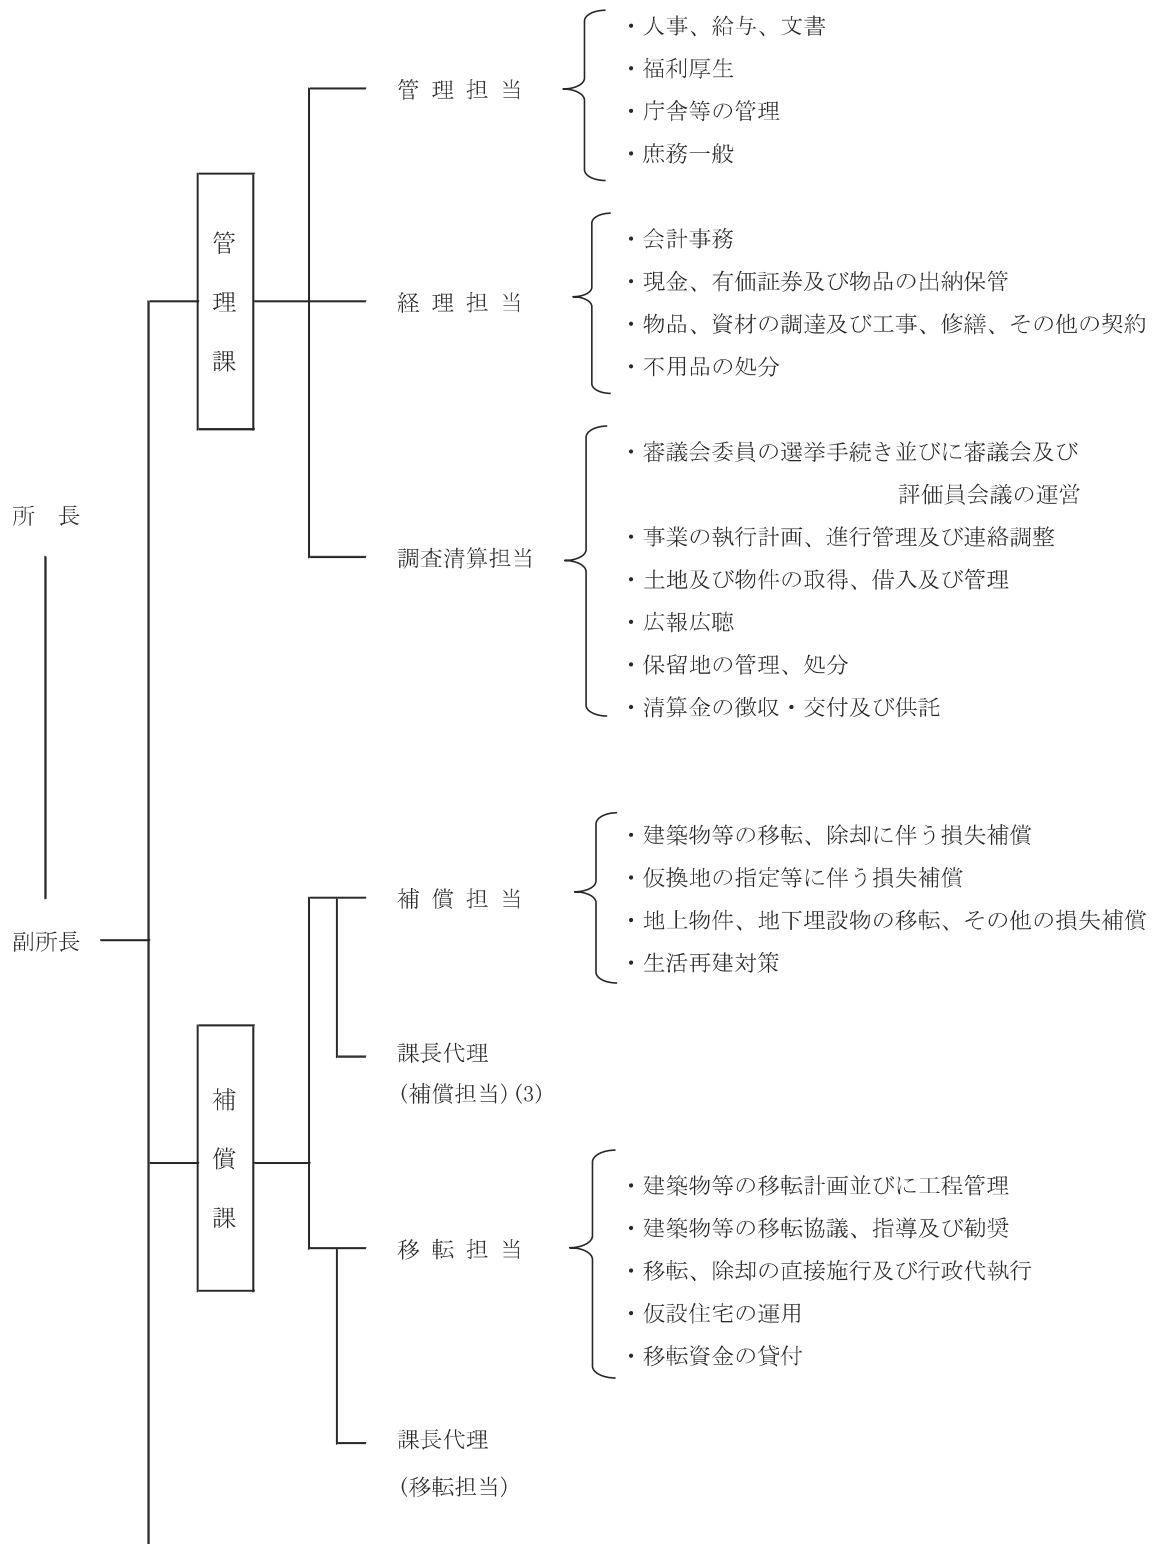 所　長
副所長
管理課
管 理 担 当
・人事、給与、文書
・福利厚生
・庁舎等の管理
・庶務一般
経 理 担 当
・会計事務
・現金、有価証券及び物品の出納保管
・物品、資材の調達及び工事、修繕、その他の契約
・不用品の処分
調査清算担当
・審議会委員の選挙手続き並びに審議会及び
評価員会議の運営
・事業の執行計画、進行管理及び連絡調整
・土地及び物件の取得、借入及び管理
・広報広聴
・保留地の管理、処分
・清算金の徴収・交付及び供託
補償課
補 償 担 当
・建築物等の移転、除却に伴う損失補償
・仮換地の指定等に伴う損失補償
・地上物件、地下埋設物の移転、その他の損失補償
・生活再建対策
課長代理
(補償担当)(3)
移 転 担 当
・建築物等の移転計画並びに工程管理
・建築物等の移転協議、指導及び勧奨
・移転、除却の直接施行及び行政代執行
・仮設住宅の運用
・移転資金の貸付
課長代理
(移転担当)